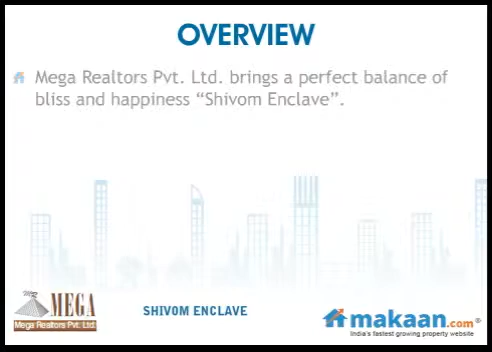 OVERVIEW
Mega Realtors Pvt. Ltd. brings a perfect balance of
bliss and happiness “Shivom Enclave”.
MEGA
Mega Realtors Pvt. Ltd.
SHIVOM ENCLAVE
makaan.com®
India's fastest growing property website